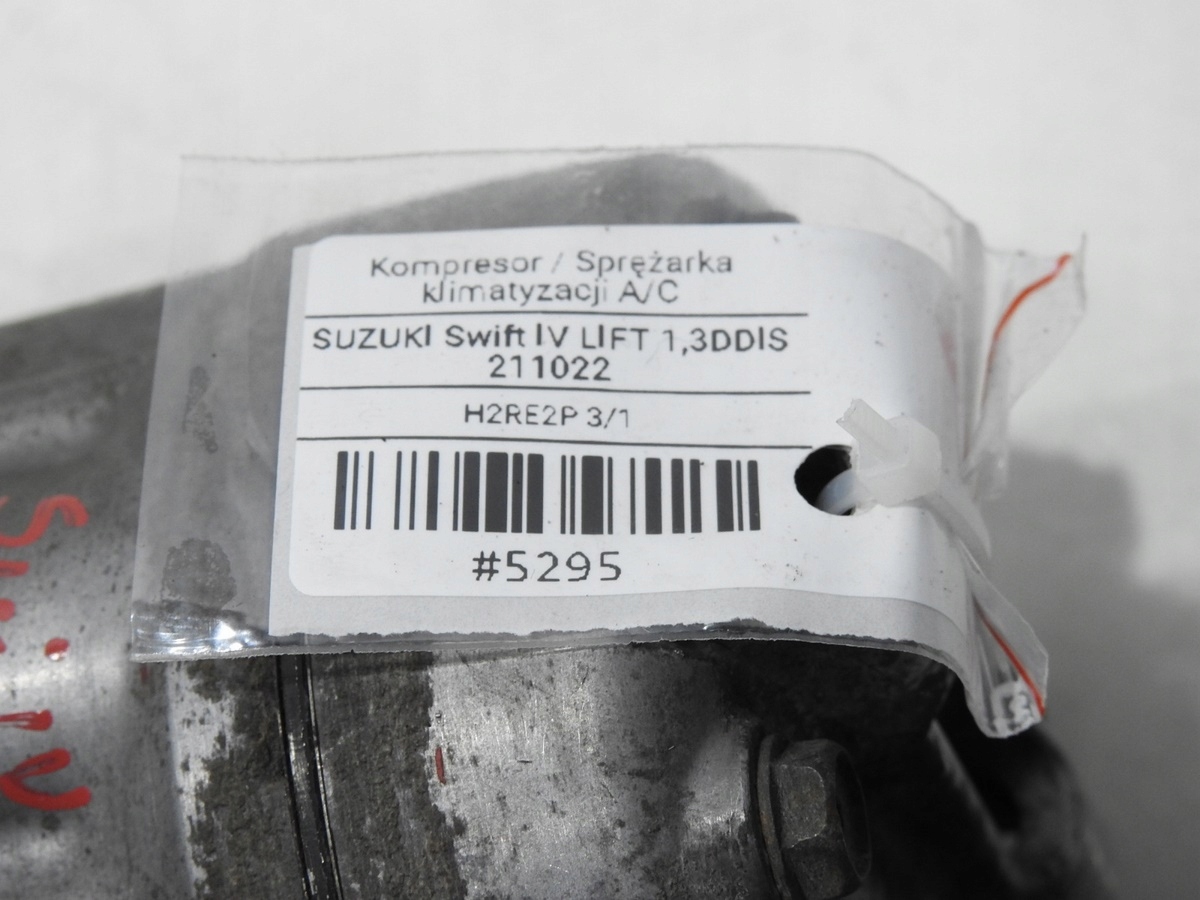 Kompresor / Sprężarka
klimatyzacji A/C
SUZUKI Swift IV LIFT 1,3DDIS
211022
H2RE2P 3/1
#5295